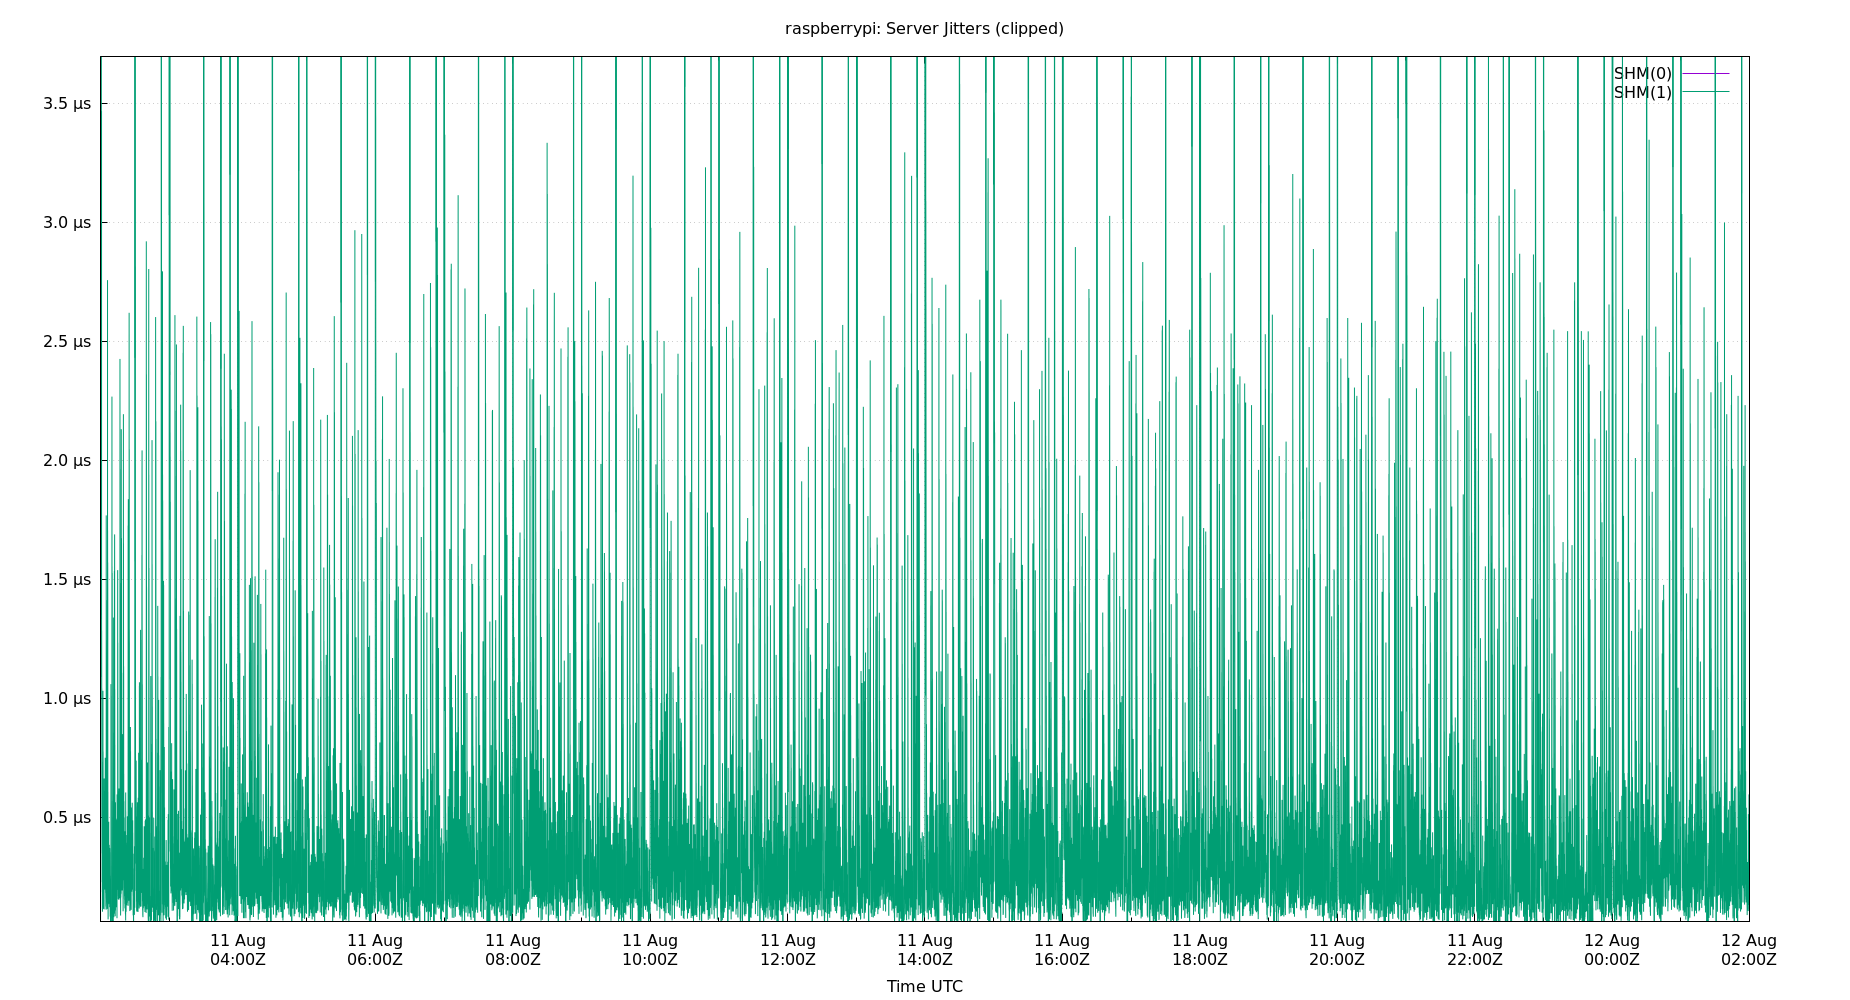 raspberrypi: Server Jitters (clipped)
SHM(0)
SHM(1)
3.5 µs
3.0 µs
2.5 µs
2.0 µs
1.5 µs
1.0 µs
0.5 µs
11 Aug 11 Aug 11 Aug 11 Aug 11 Aug 11 Aug 11 Aug 11 Aug 11 Aug 11 Aug 12 Aug 12 Aug
04:00Z 06:00Z 08:00Z 10:00Z 12:00Z 14:00Z 16:00Z 18:00Z 20:00Z 22:00Z 00:00Z 02:00Z
Time UTC